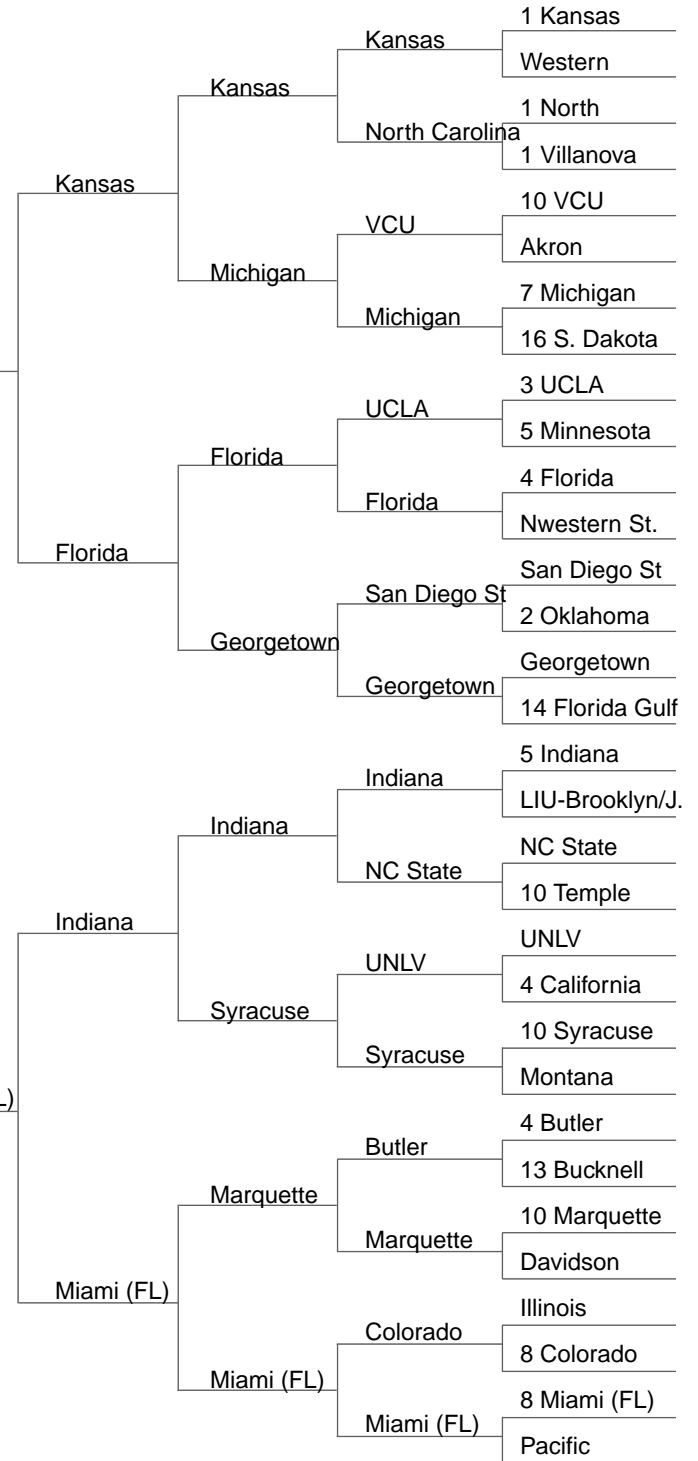 1 Kansas
Kansas
Western
Kansas
1 North
North Carolina
1 Villanova
Kansas
10 VCU
VCU
Akron
Michigan
7 Michigan
Michigan
16 S. Dakota
3 UCLA
UCLA
5 Minnesota
Florida
4 Florida
Florida
Nwestern St.
Florida
San Diego St
San Diego St
2 Oklahoma
Georgetown
Georgetown
Georgetown
14 Florida Gulf
5 Indiana
Indiana
LIU-Brooklyn/J.
Indiana
NC State
NC State
10 Temple
Indiana
UNLV
UNLV
4 California
Syracuse
10 Syracuse
Syracuse
Montana
L)
4 Butler
Butler
13 Bucknell
Marquette
10 Marquette
Marquette
Davidson
Miami (FL)
Illinois
Colorado
8 Colorado
Miami (FL)
8 Miami (FL)
Miami (FL)
Pacific